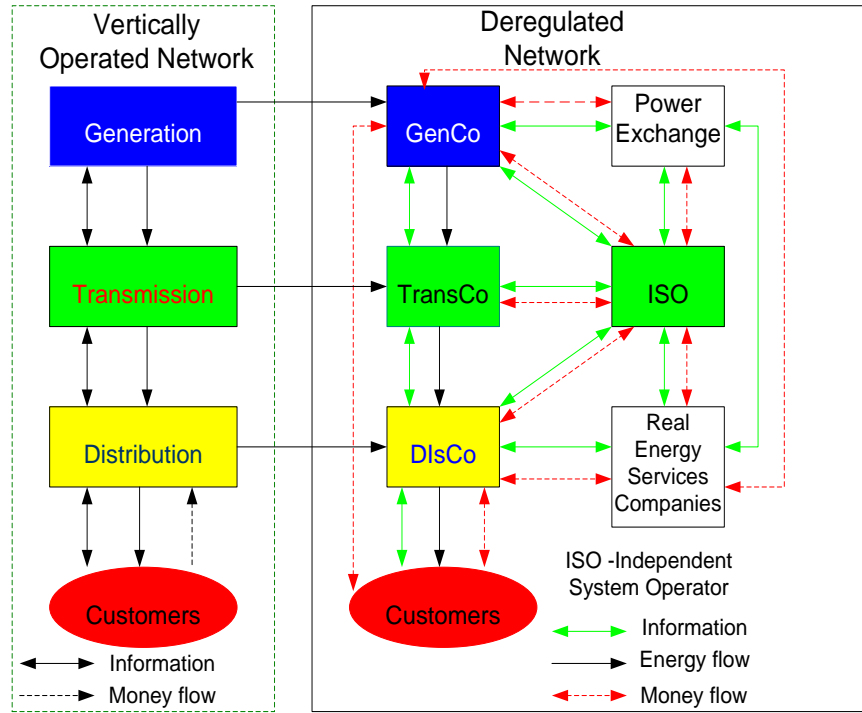 Vertically
Operated Network
Generation
Transmission
Distribution
Customers
Information
Money flow
Deregulated
Network
GenCo
Power
Exchange
TransCo
ISO
DIsCo
Real
Energy
Services
Companies
Customers
ISO -Independent
System Operator
Information
Energy flow
Money flow